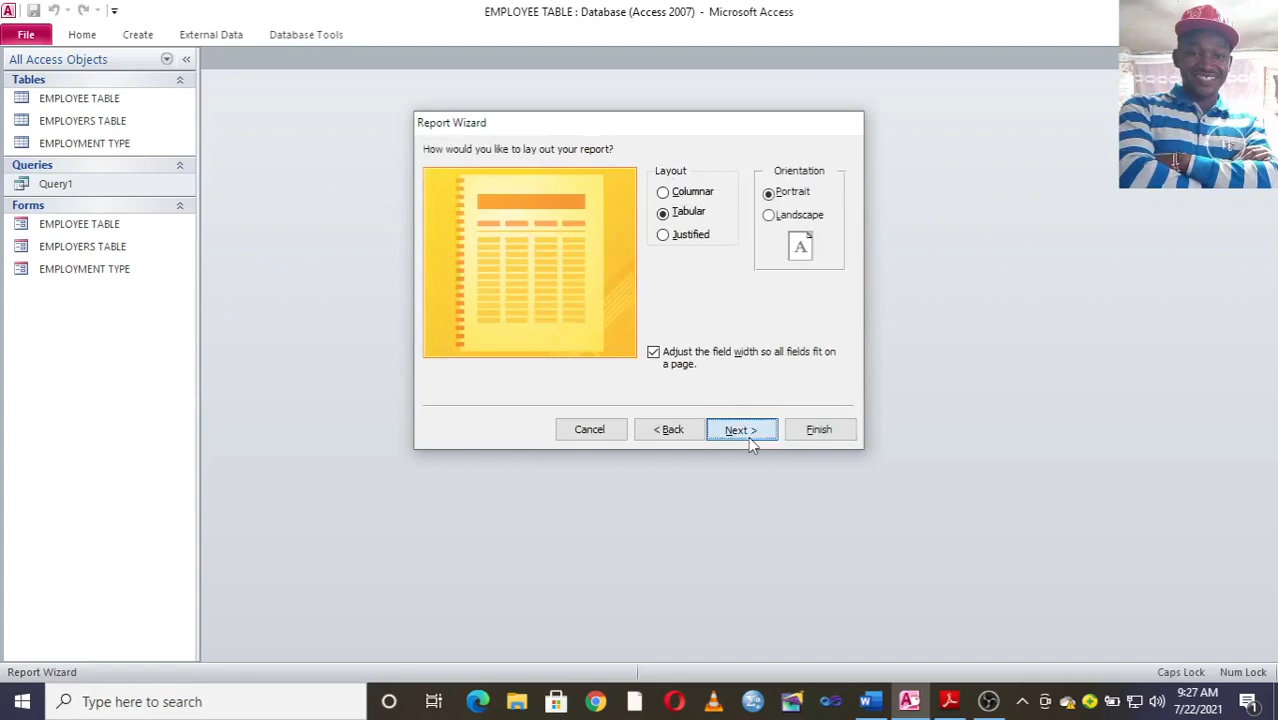 EMPLOYEE TABLE : Database (Access 2007) - Microsoft Access
File Home Create External Data Database Tools
All Access Objects
Tables
EMPLOYEE TABLE
EMPLOYERS TABLE
EMPLOYMENT TYPE
Queries
Query1
Forms
EMPLOYEE TABLE
EMPLOYERS TABLE
EMPLOYMENT TYPE
Report Wizard
How would you like to lay out your report?
Layout
Columnar
Tabular
Justified
Orientation
Portrait
Landscape
A
Adjust the field width so all fields fit on
a page.
Cancel < Back Next > Finish
Report Wizard Caps Lock Num Lock
Type here to search
9:27 AM
7/22/2021
1